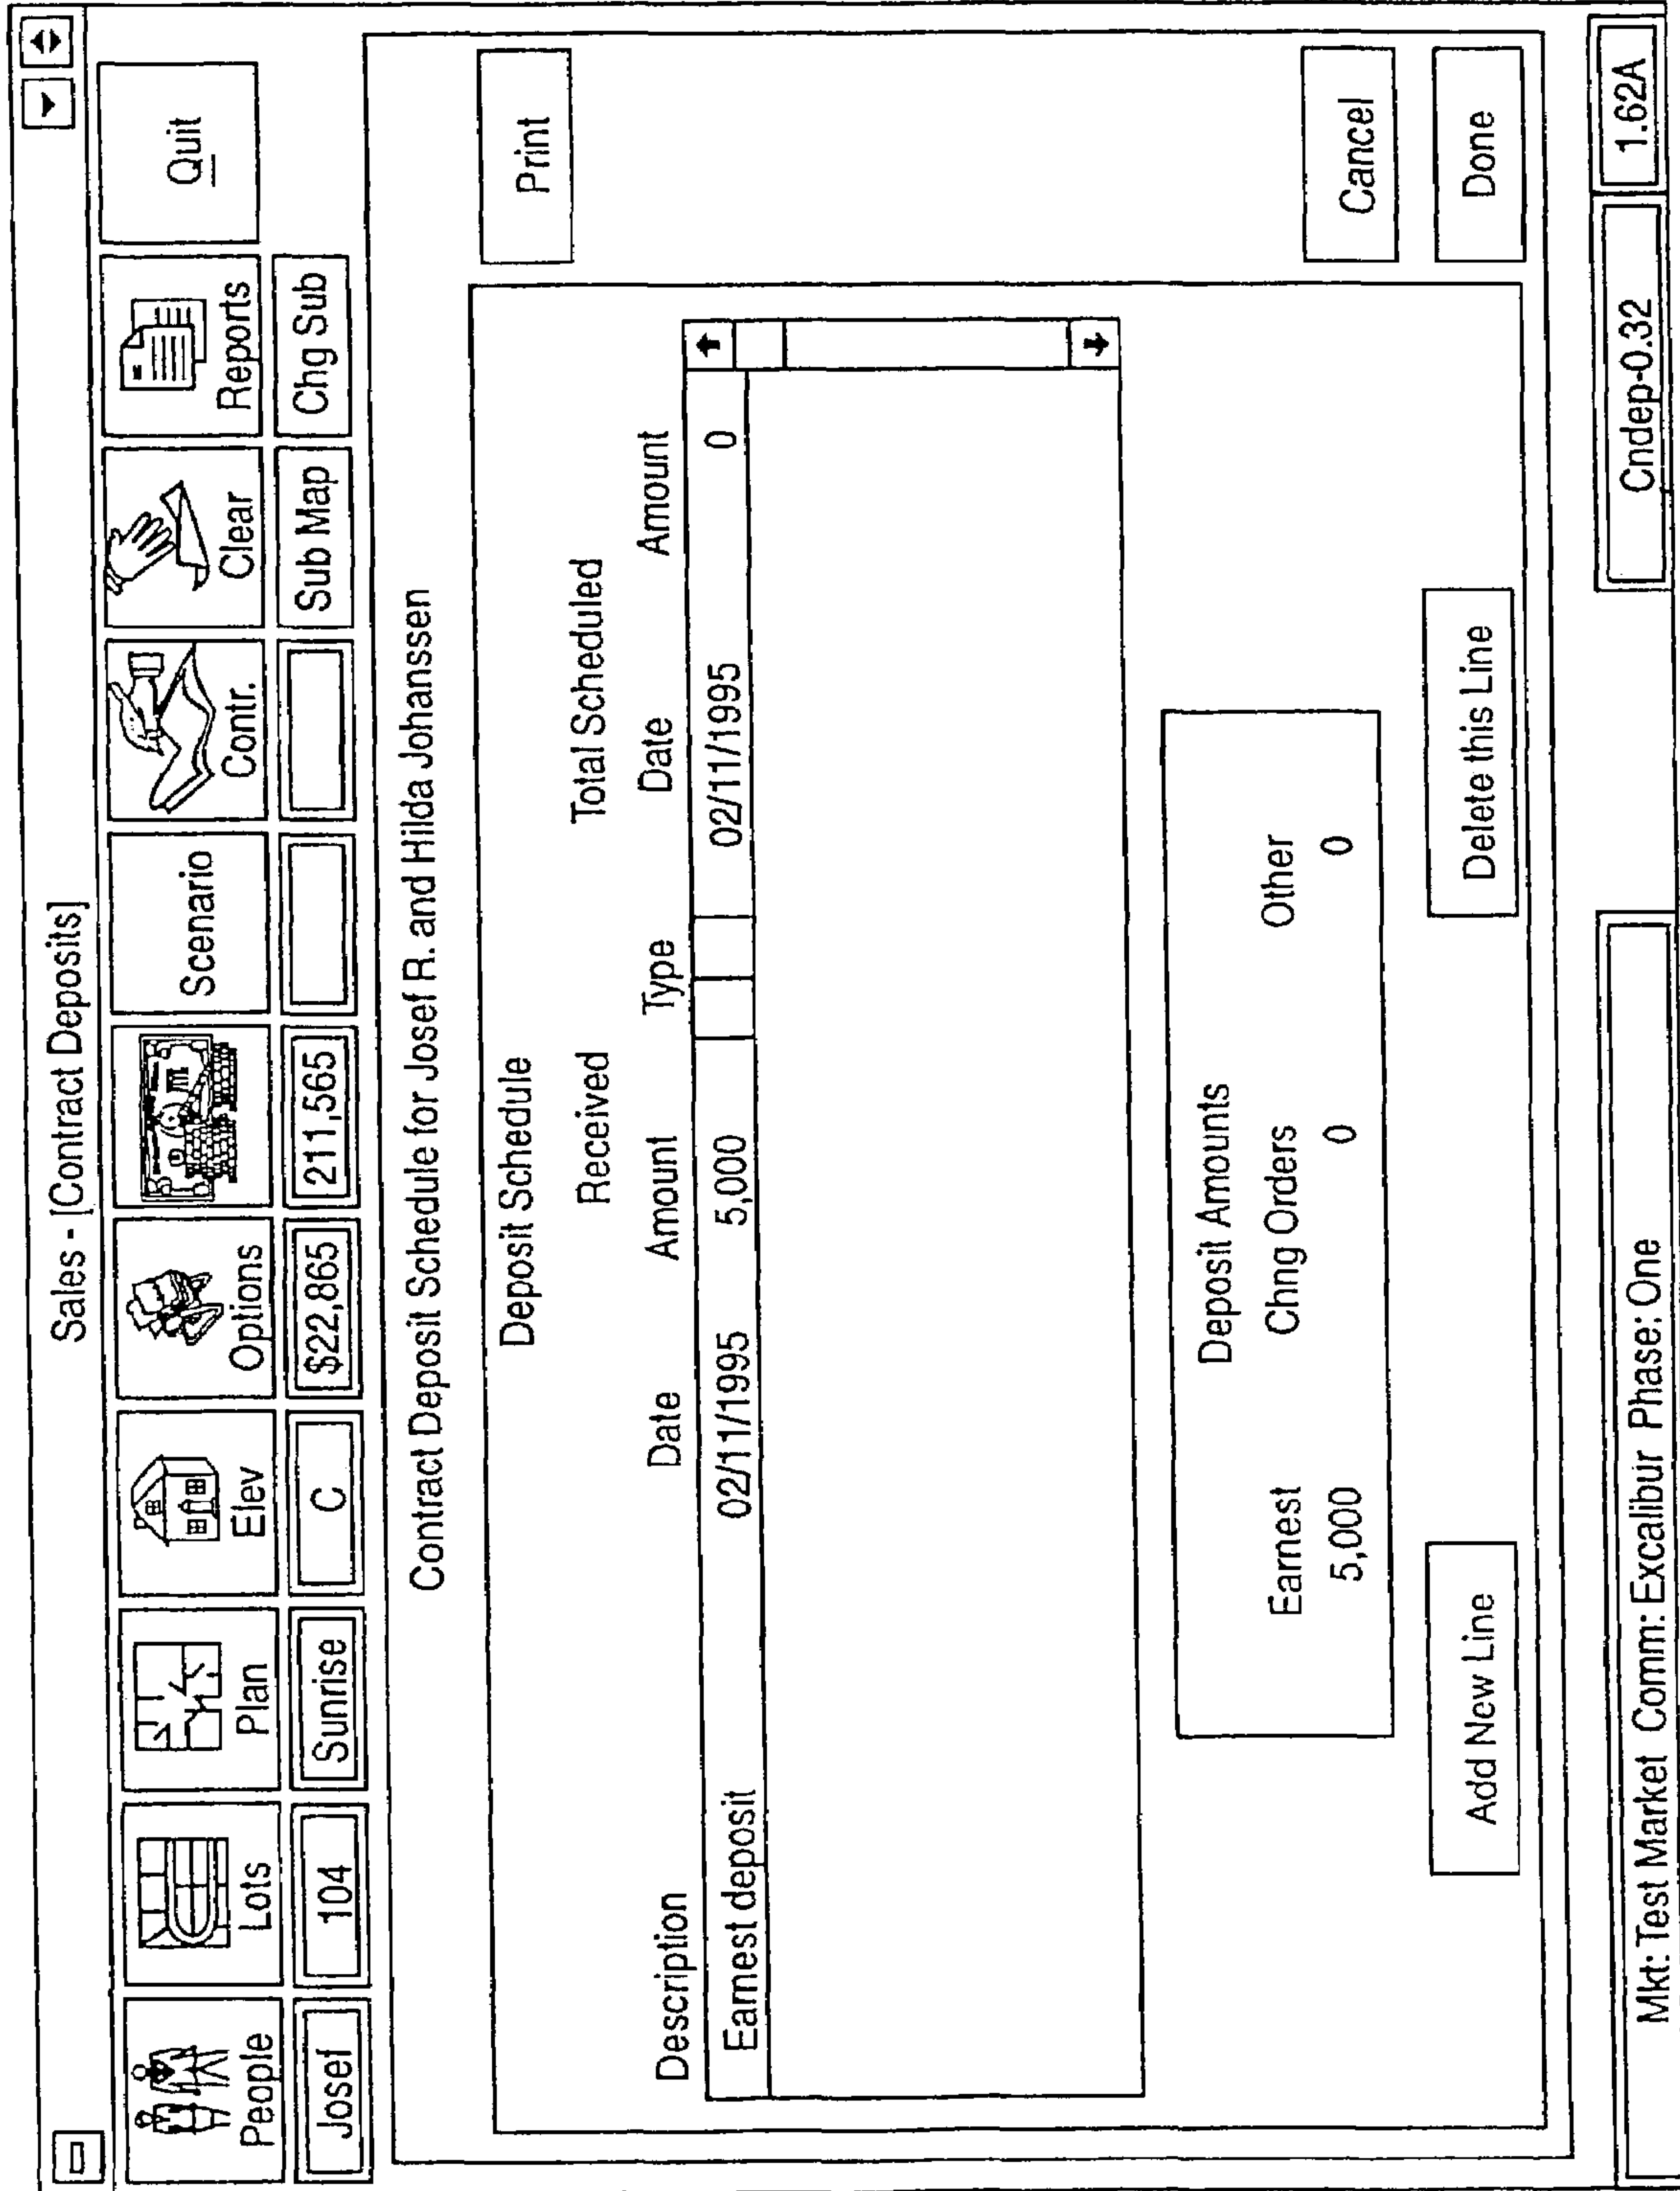 Sales - [Contract Deposits]
People Lots Plan Elev Options Scenario Contr. Clear Reports Quit
Josef 104 Sunrise C $22,865 211,565 Sub Map Chg Sub
Contract Deposit Schedule for Josef R. and Hilda Johanssen
Deposit Schedule
Print
Received Total Scheduled
Description Date Amount Type Date Amount
Earnest deposit 02/11/1995 5,000 02/11/1995 0
Deposit Amounts
Earnest Chng Orders Other
5,000 0 0
Cancel
Add New Line Delete this Line Done
Mkt: Test Market Comm: Excalibur Phase: One Cndep-0.32 1.62A